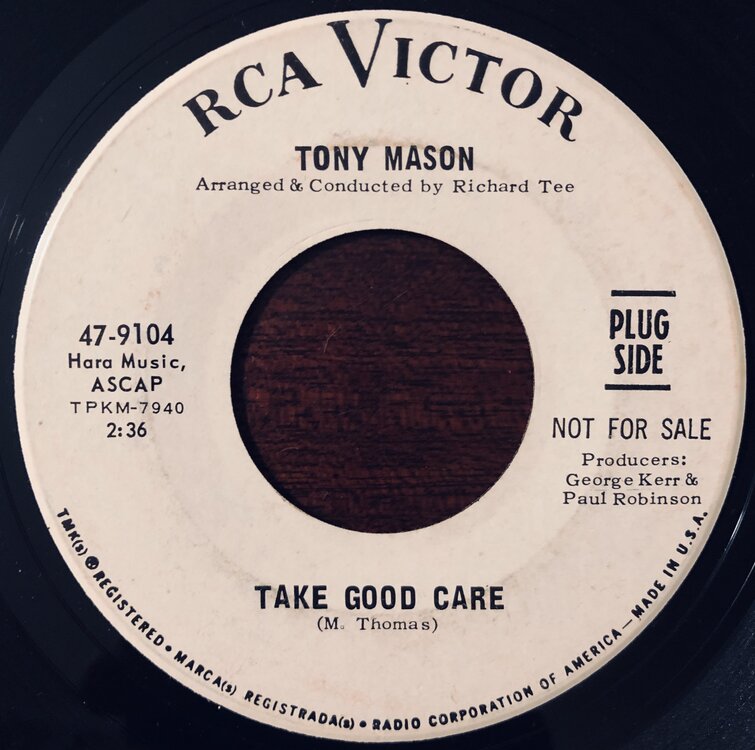 RCA VICTOR
TONY MASON
Arranged & Conducted by Richard Tee
47-9104
Hara Music,
ASCAP
TPKM-7940
2:36
PLUG
SIDE
NOT FOR SALE
Producers:
George Kerr &
Paul Robinson
TAKE GOOD CARE
(M. Thomas)
TMK(s) ® REGISTERED • MARCA(s) REGISTRADA(s) • RADIO CORPORATION OF AMERICA — MADE IN U.S.A.